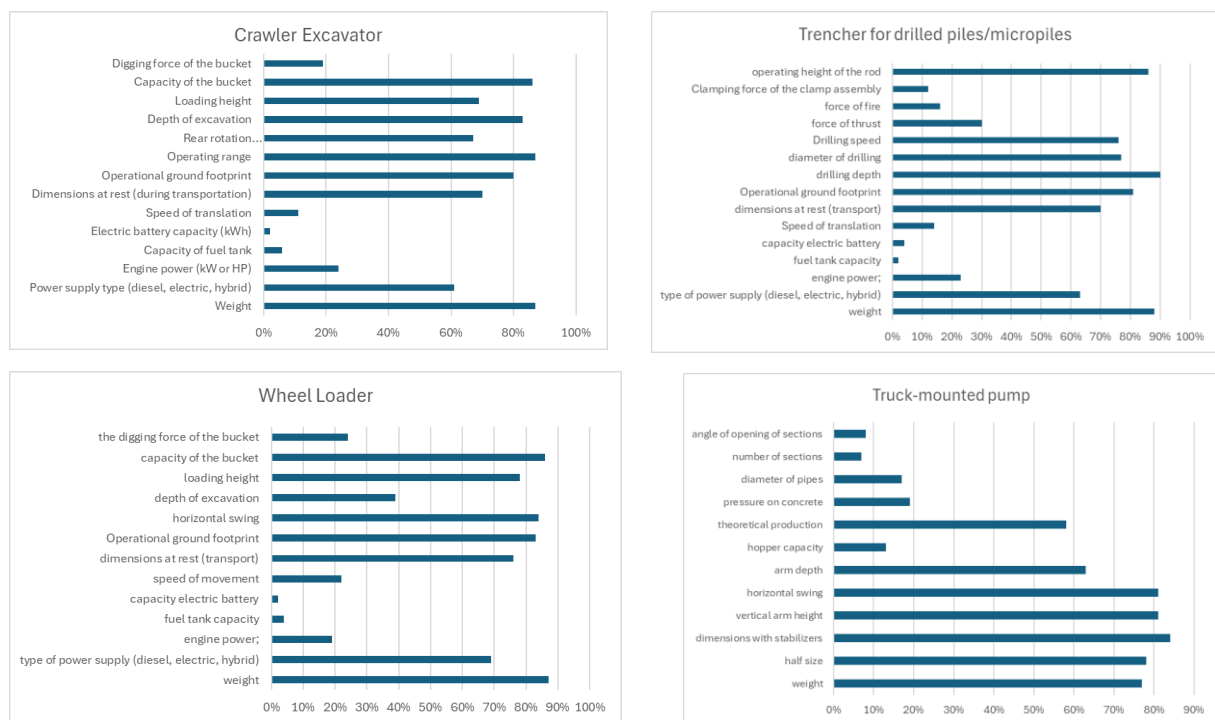 Crawler Excavator
Digging force of the bucket
Capacity of the bucket
Loading height
Depth of excavation
Rear rotation...
Operating range
Operational ground footprint
Dimensions at rest (during transportation)
Speed of translation
Electric battery capacity (kWh)
Capacity of fuel tank
Engine power (kW or HP)
Power supply type (diesel, electric, hybrid)
Weight
0% 20% 40% 60% 80% 100%
Trencher for drilled piles/micropiles
operating height of the rod
Clamping force of the clamp assembly
force of fire
force of thrust
Drilling speed
diameter of drilling
drilling depth
Operational ground footprint
dimensions at rest (transport)
Speed of translation
capacity electric battery
fuel tank capacity
engine power;
type of power supply (diesel, electric, hybrid)
weight
0% 10% 20% 30% 40% 50% 60% 70% 80% 90% 100%
Wheel Loader
the digging force of the bucket
capacity of the bucket
loading height
depth of excavation
horizontal swing
Operational ground footprint
dimensions at rest (transport)
speed of movement
capacity electric battery
fuel tank capacity
engine power;
type of power supply (diesel, electric, hybrid)
weight
0% 10% 20% 30% 40% 50% 60% 70% 80% 90% 100%
Truck-mounted pump
angle of opening of sections
number of sections
diameter of pipes
pressure on concrete
theoretical production
hopper capacity
arm depth
horizontal swing
vertical arm height
dimensions with stabilizers
half size
weight
0% 10% 20% 30% 40% 50% 60% 70% 80% 90%